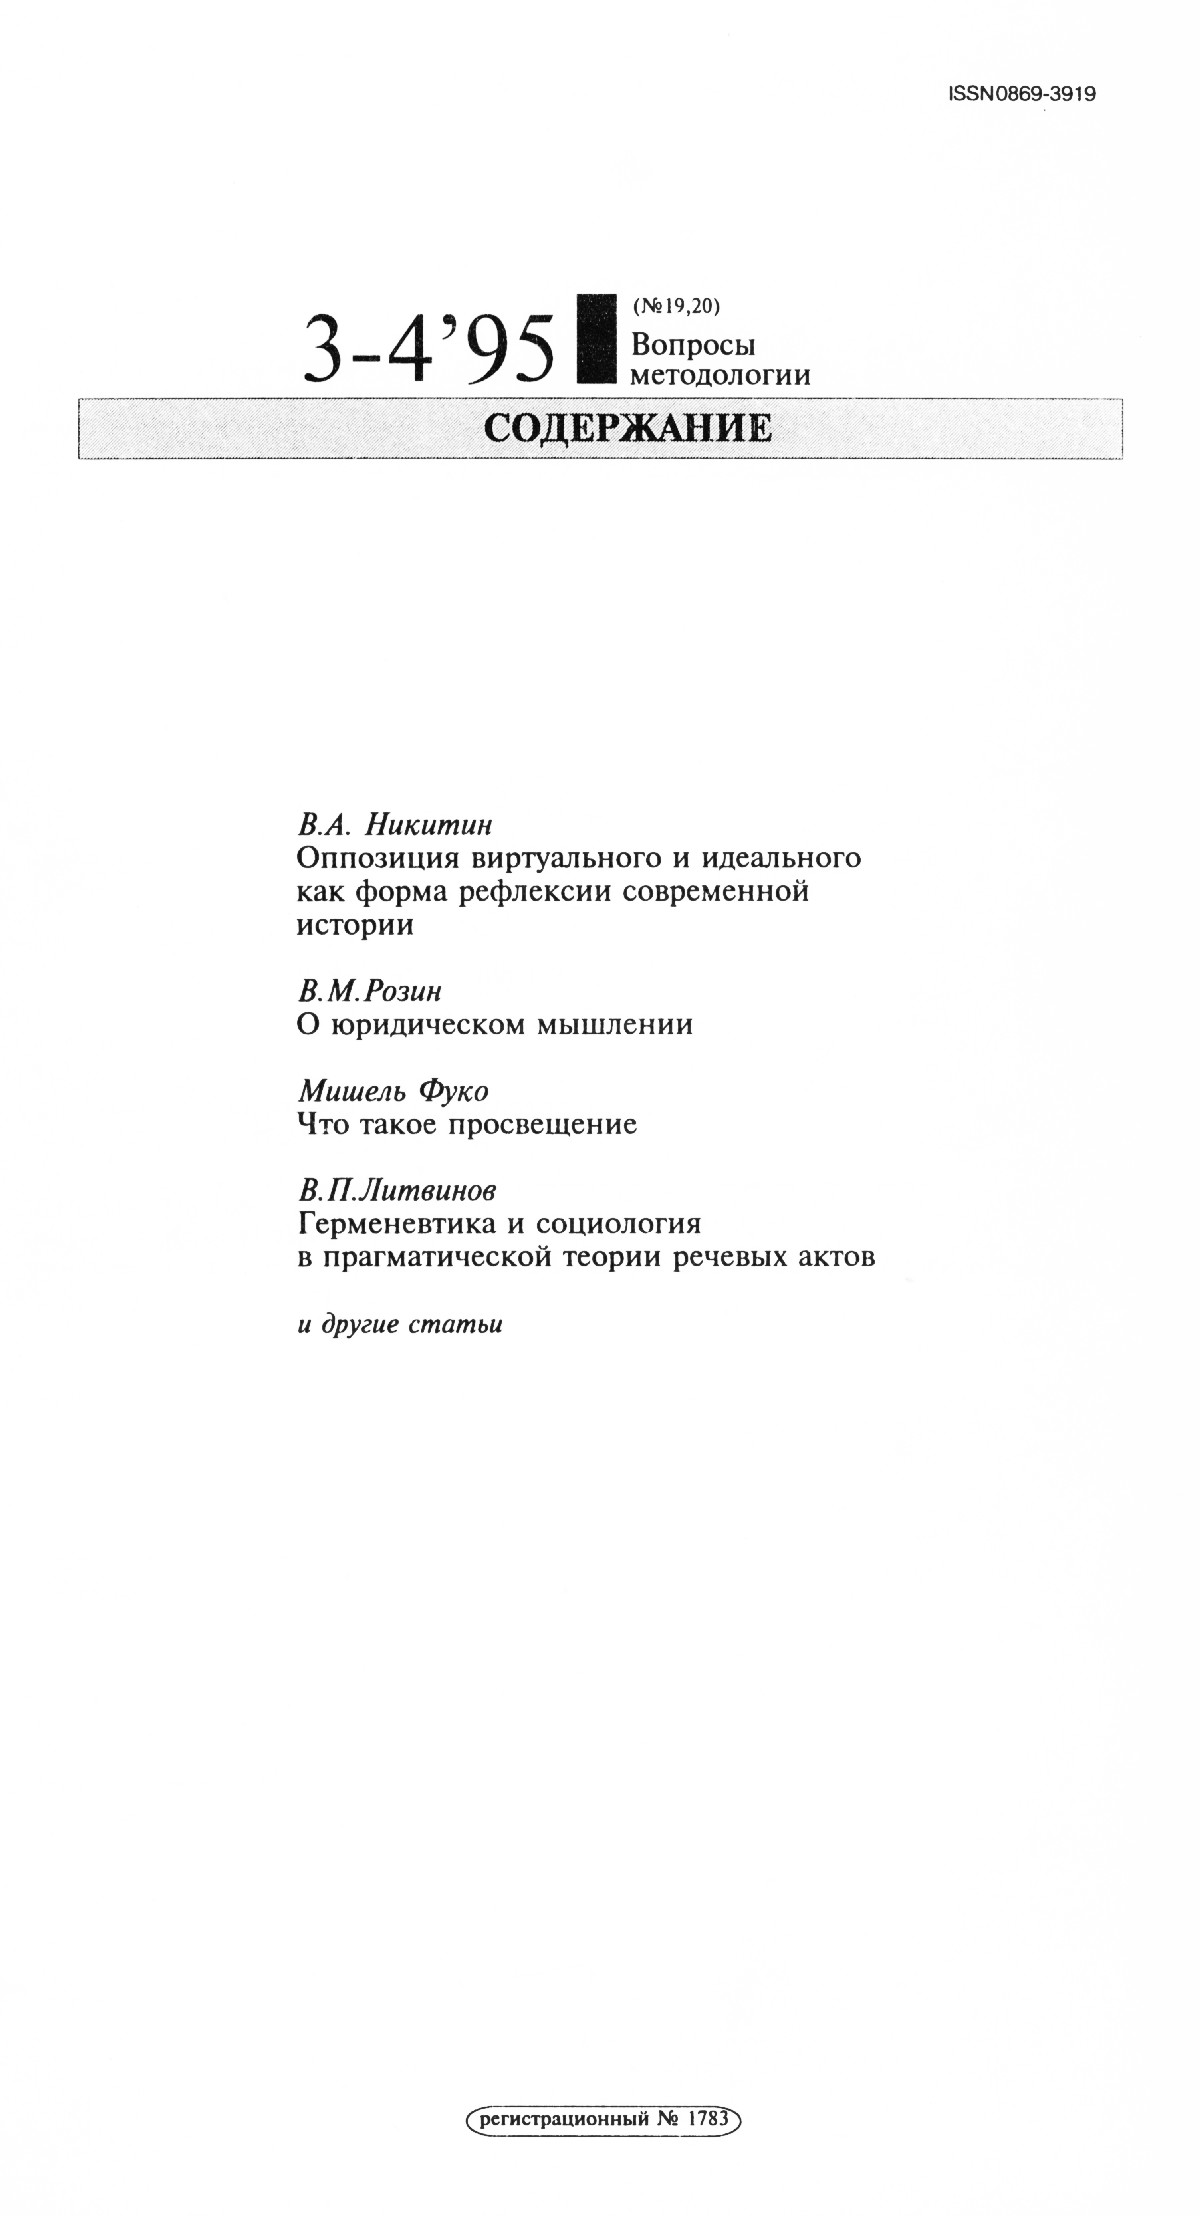 ISSN0869-3919
3-4'95
(№19,20)
Вопросы
методологии
СОДЕРЖАНИЕ
В.А. Никитин
Оппозиция виртуального и идеального
как форма рефлексии современной
истории
В.М.Розин
О юридическом мышлении
Мишель Фуко
Что такое просвещение
В.П.Литвинов
Герменевтика и социология
в прагматической теории речевых актов
и другие статьи
регистрационный № 1783